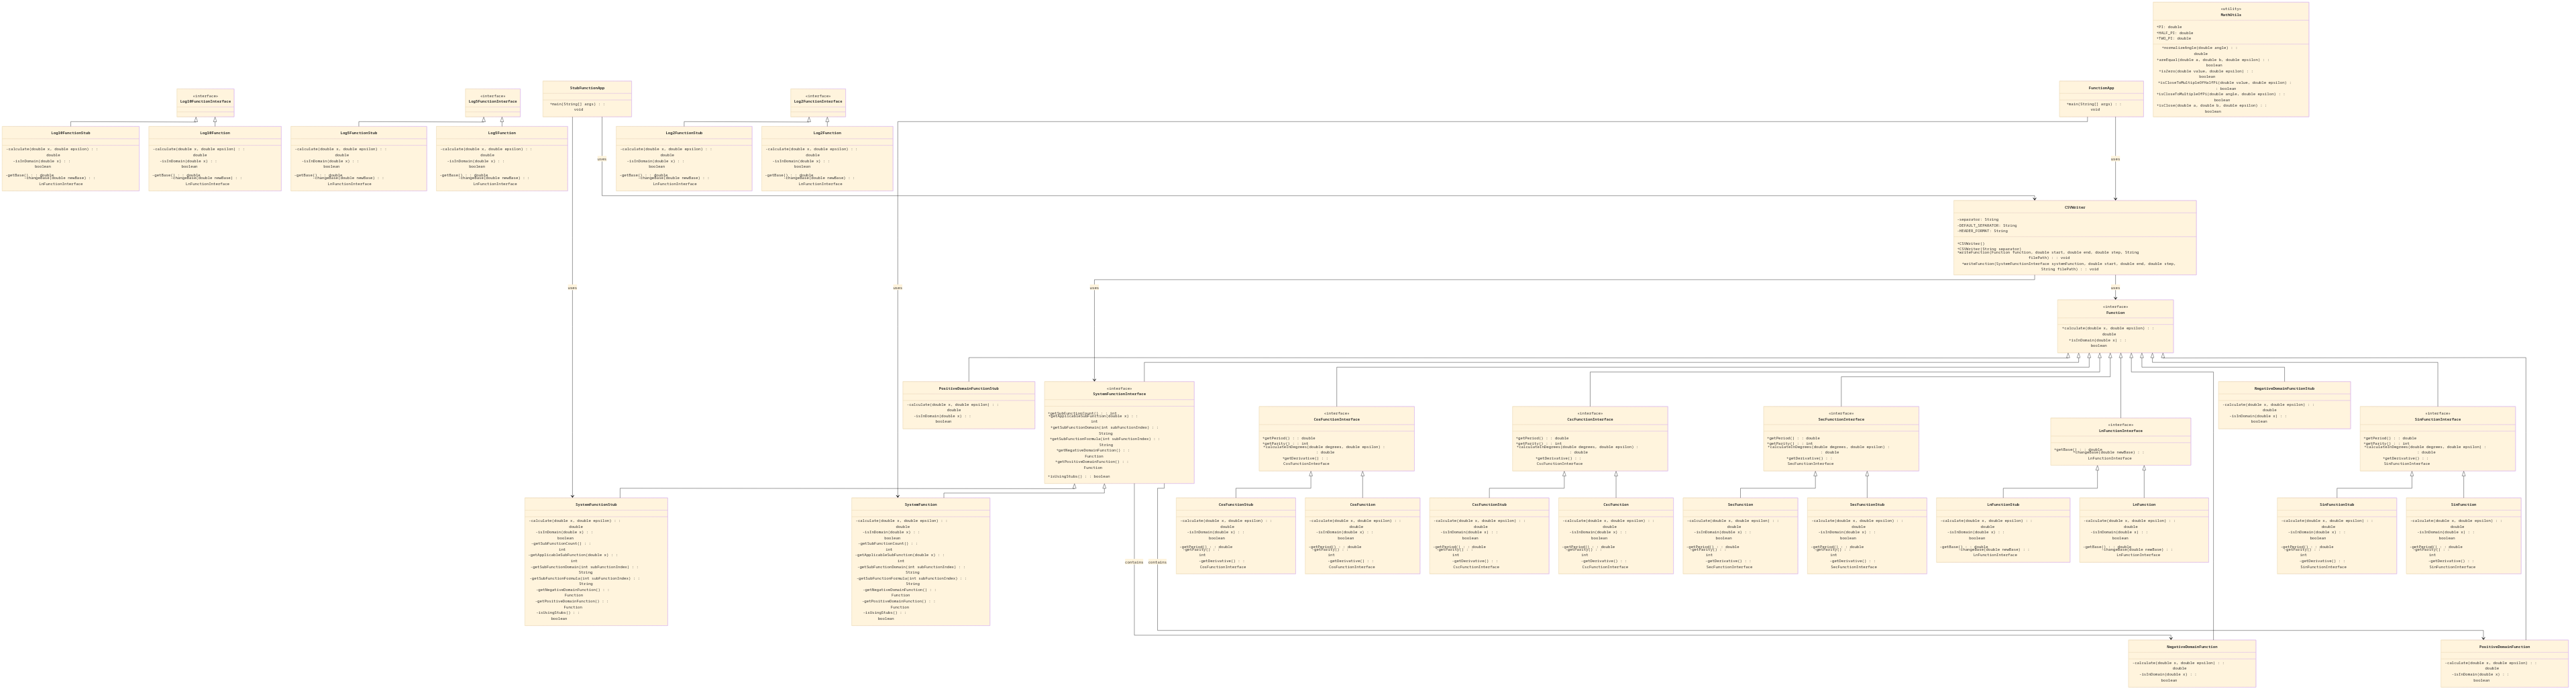 «utility»
MathUtils
+PI: double
+HALF_PI: double
+TWO_PI: double
+normalizeAngle(double angle) : :
double
+areEqual(double a, double b, double epsilon) : :
boolean
+isZero(double value, double epsilon) : :
boolean
: boolean
+isCloseToMultipleOfPi(double angle, double epsilon) : :
boolean
+isClose(double a, double b, double epsilon) : :
boolean
«interface»
Log10FunctionInterface
«interface»
Log5FunctionInterface
StubFunctionApp
+main(String[] args) : :
void
«interface»
Log2FunctionInterface
FunctionApp
+main(String[] args) : :
void
Log10FunctionStub
~calculate(double x, double epsilon) : :
double
~isInDomain(double x) : :
boolean
~getBase() : : double
~changeBase(double newBase) : :
LnFunctionInterface
Log10Function
~calculate(double x, double epsilon) : :
double
~isInDomain(double x) : :
boolean
~getBase() : : double
~changeBase(double newBase) : :
LnFunctionInterface
Log5FunctionStub
~calculate(double x, double epsilon) : :
double
~isInDomain(double x) : :
boolean
~getBase() : : double
~changeBase(double newBase) : :
LnFunctionInterface
Log5Function
~calculate(double x, double epsilon) : :
double
~isInDomain(double x) : :
boolean
~getBase() : : double
~changeBase(double newBase) : :
LnFunctionInterface
uses
Log2FunctionStub
~calculate(double x, double epsilon) : :
double
~isInDomain(double x) : :
boolean
~getBase() : : double
~changeBase(double newBase) : :
LnFunctionInterface
Log2Function
~calculate(double x, double epsilon) : :
double
~isInDomain(double x) : :
boolean
~getBase() : : double
~changeBase(double newBase) : :
LnFunctionInterface
uses
CSVWriter
-separator: String
-DEFAULT_SEPARATOR: String
-HEADER_FORMAT: String
+CSVWriter()
+CSVWriter(String separator)
+writeFunction(Function function, double start, double end, double step, String
filePath) : : void
+writeFunction(SystemFunctionInterface systemFunction, double start, double end, double step,
String filePath) : : void
uses
uses
uses
uses
«interface»
Function
+calculate(double x, double epsilon) : :
double
+isInDomain(double x) : :
boolean
PositiveDomainFunctionStub
~calculate(double x, double epsilon) : :
double
~isInDomain(double x) : :
boolean
«interface»
SystemFunctionInterface
+getSubFunctionCount() : : int
+getApplicableSubFunction(double x) : :
int
+getSubFunctionDomain(int subFunctionIndex) : :
String
+getSubFunctionFormula(int subFunctionIndex) : :
String
+getNegativeDomainFunction() : :
Function
+getPositiveDomainFunction() : :
Function
+isUsingStubs() : : boolean
«interface»
CosFunctionInterface
+getPeriod() : : double
+getParity() : : int
+calculateInDegrees(double degrees, double epsilon) :
: double
+getDerivative() : :
CosFunctionInterface
«interface»
CscFunctionInterface
+getPeriod() : : double
+getParity() : : int
+calculateInDegrees(double degrees, double epsilon) :
: double
+getDerivative() : :
CscFunctionInterface
«interface»
SecFunctionInterface
+getPeriod() : : double
+getParity() : : int
+calculateInDegrees(double degrees, double epsilon) :
: double
+getDerivative() : :
SecFunctionInterface
«interface»
LnFunctionInterface
+getBase() : : double
+changeBase(double newBase) : :
LnFunctionInterface
NegativeDomainFunctionStub
~calculate(double x, double epsilon) : :
double
~isInDomain(double x) : :
boolean
«interface»
SinFunctionInterface
+getPeriod() : : double
+getParity() : : int
+calculateInDegrees(double degrees, double epsilon) :
: double
+getDerivative() : :
SinFunctionInterface
SystemFunctionStub
~calculate(double x, double epsilon) : :
double
~isInDomain(double x) : :
boolean
~getSubFunctionCount() : :
int
~getApplicableSubFunction(double x) : :
int
~getSubFunctionDomain(int subFunctionIndex) : :
String
~getSubFunctionFormula(int subFunctionIndex) : :
String
~getNegativeDomainFunction() : :
Function
~getPositiveDomainFunction() : :
Function
~isUsingStubs() : :
boolean
SystemFunction
~calculate(double x, double epsilon) : :
double
~isInDomain(double x) : :
boolean
~getSubFunctionCount() : :
int
~getApplicableSubFunction(double x) : :
int
~getSubFunctionDomain(int subFunctionIndex) : :
String
~getSubFunctionFormula(int subFunctionIndex) : :
String
~getNegativeDomainFunction() : :
Function
~getPositiveDomainFunction() : :
Function
~isUsingStubs() : :
boolean
contains
contains
CosFunctionStub
~calculate(double x, double epsilon) : :
double
~isInDomain(double x) : :
boolean
~getPeriod() : : double
~getParity() : :
int
~getDerivative() : :
CosFunctionInterface
CosFunction
~calculate(double x, double epsilon) : :
double
~isInDomain(double x) : :
boolean
~getPeriod() : : double
~getParity() : :
int
~getDerivative() : :
CosFunctionInterface
CscFunctionStub
~calculate(double x, double epsilon) : :
double
~isInDomain(double x) : :
boolean
~getPeriod() : : double
~getParity() : :
int
~getDerivative() : :
CscFunctionInterface
CscFunction
~calculate(double x, double epsilon) : :
double
~isInDomain(double x) : :
boolean
~getPeriod() : : double
~getParity() : :
int
~getDerivative() : :
CscFunctionInterface
SecFunction
~calculate(double x, double epsilon) : :
double
~isInDomain(double x) : :
boolean
~getPeriod() : : double
~getParity() : :
int
~getDerivative() : :
SecFunctionInterface
SecFunctionStub
~calculate(double x, double epsilon) : :
double
~isInDomain(double x) : :
boolean
~getPeriod() : : double
~getParity() : :
int
~getDerivative() : :
SecFunctionInterface
LnFunctionStub
~calculate(double x, double epsilon) : :
double
~isInDomain(double x) : :
boolean
~getBase() : : double
~changeBase(double newBase) : :
LnFunctionInterface
LnFunction
~calculate(double x, double epsilon) : :
double
~isInDomain(double x) : :
boolean
~getBase() : : double
~changeBase(double newBase) : :
LnFunctionInterface
SinFunctionStub
~calculate(double x, double epsilon) : :
double
~isInDomain(double x) : :
boolean
~getPeriod() : : double
~getParity() : :
int
~getDerivative() : :
SinFunctionInterface
SinFunction
~calculate(double x, double epsilon) : :
double
~isInDomain(double x) : :
boolean
~getPeriod() : : double
~getParity() : :
int
~getDerivative() : :
SinFunctionInterface
NegativeDomainFunction
~calculate(double x, double epsilon) : :
double
~isInDomain(double x) : :
boolean
PositiveDomainFunction
~calculate(double x, double epsilon) : :
double
~isInDomain(double x) : :
boolean